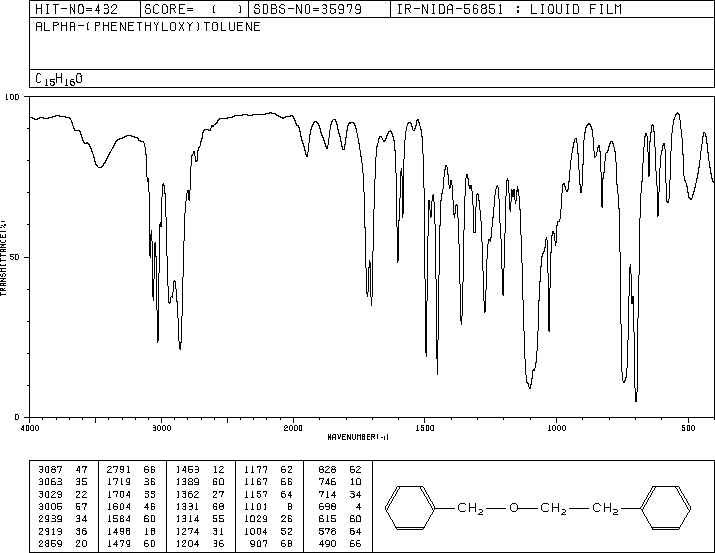 HIT-NO=432 SCORE= ( ) SDBS-NO=35979 IR-NIDA-56851 : LIQUID FILM
ALPHA-(PHENETHYLOXY)TOLUENE
C15H16O
100
50
0
TRANSMITTANCE(%)
4000 3000 2000 1500 1000 500
WAVENUMBER(-1)
3087 47 2791 66 1453 12 1177 62 828 62
3063 35 1719 36 1389 60 1167 66 746 10
3029 22 1704 35 1362 27 1157 64 714 34
3005 57 1604 46 1331 68 1101 8 698 4
2939 34 1584 60 1314 55 1029 26 615 60
2919 36 1498 18 1274 31 1004 52 578 64
2859 20 1479 60 1204 36 907 68 490 66
CH2 O CH2 CH2